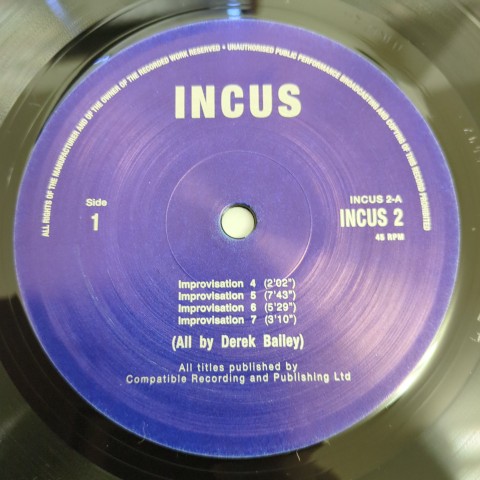 ALL RIGHTS OF THE MANUFACTURER AND OF THE OWNER OF THE RECORDED WORK RESERVED • UNAUTHORISED PUBLIC PERFORMANCE BROADCASTING AND COPYING OF THIS RECORD PROHIBITED
INCUS
Side
1
INCUS 2-A
INCUS 2
45 RPM
Improvisation 4 (2'02")
Improvisation 5 (7'43")
Improvisation 6 (5'29")
Improvisation 7 (3'10")
(All by Derek Bailey)
All titles published by
Compatible Recording and Publishing Ltd